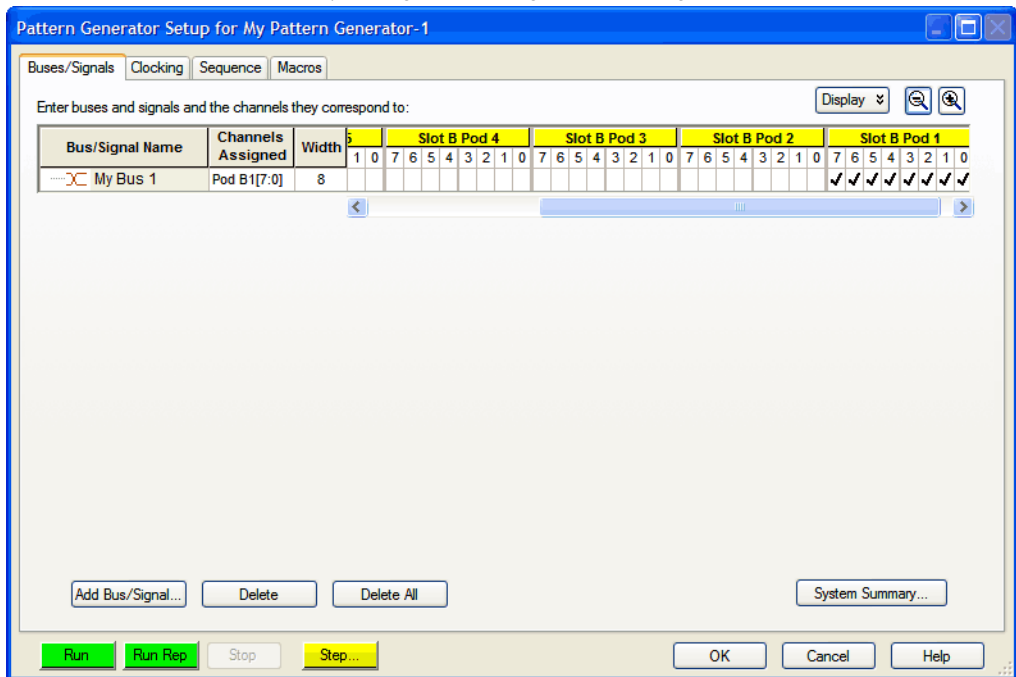 Pattern Generator Setup for My Pattern Generator-1
Buses/Signals Clocking Sequence Macros
Enter buses and signals and the channels they correspond to:
Display
Bus/Signal Name Channels Assigned Width 5 Slot B Pod 4 Slot B Pod 3 Slot B Pod 2 Slot B Pod 1
1 0 7 6 5 4 3 2 1 0 7 6 5 4 3 2 1 0 7 6 5 4 3 2 1 0 7 6 5 4 3 2 1 0
My Bus 1 Pod B1[7:0] 8
Add Bus/Signal... Delete Delete All System Summary...
Run Run Rep Stop Step... OK Cancel Help